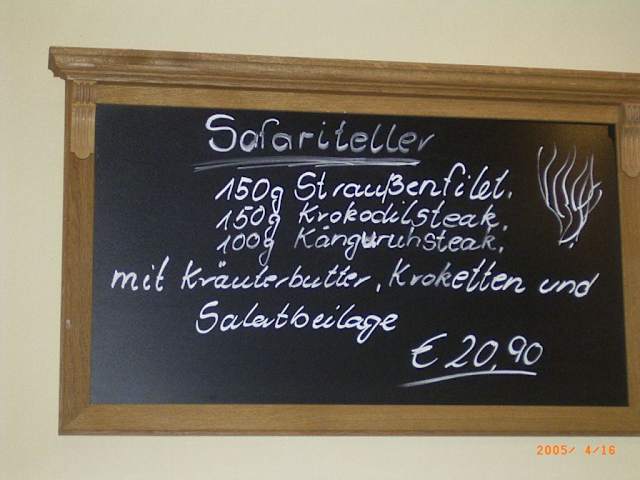 Safariteller
150g Straußenfilet,
150g Krokodilsteak,
100g Känguruhsteak,
mit Kräuterbutter, Kroketten und
Salatbeilage
€ 20,90
2005/ 4/16